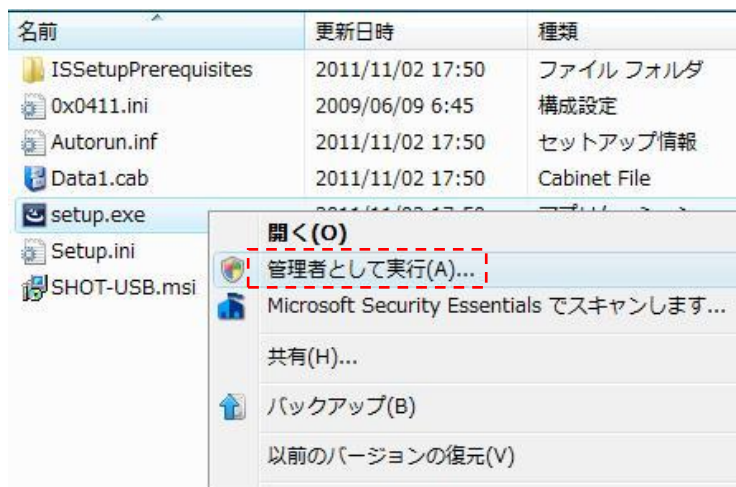 名前 更新日時 種類
ISSetupPrerequisites 2011/11/02 17:50 ファイル フォルダ
0x0411.ini 2009/06/09 6:45 構成設定
Autorun.inf 2011/11/02 17:50 セットアップ情報
Data1.cab 2011/11/02 17:50 Cabinet File
setup.exe
Setup.ini
SHOT-USB.msi
開く(O)
管理者として実行(A)...
Microsoft Security Essentials でスキャンします...
共有(H)...
バックアップ(B)
以前のバージョンの復元(V)